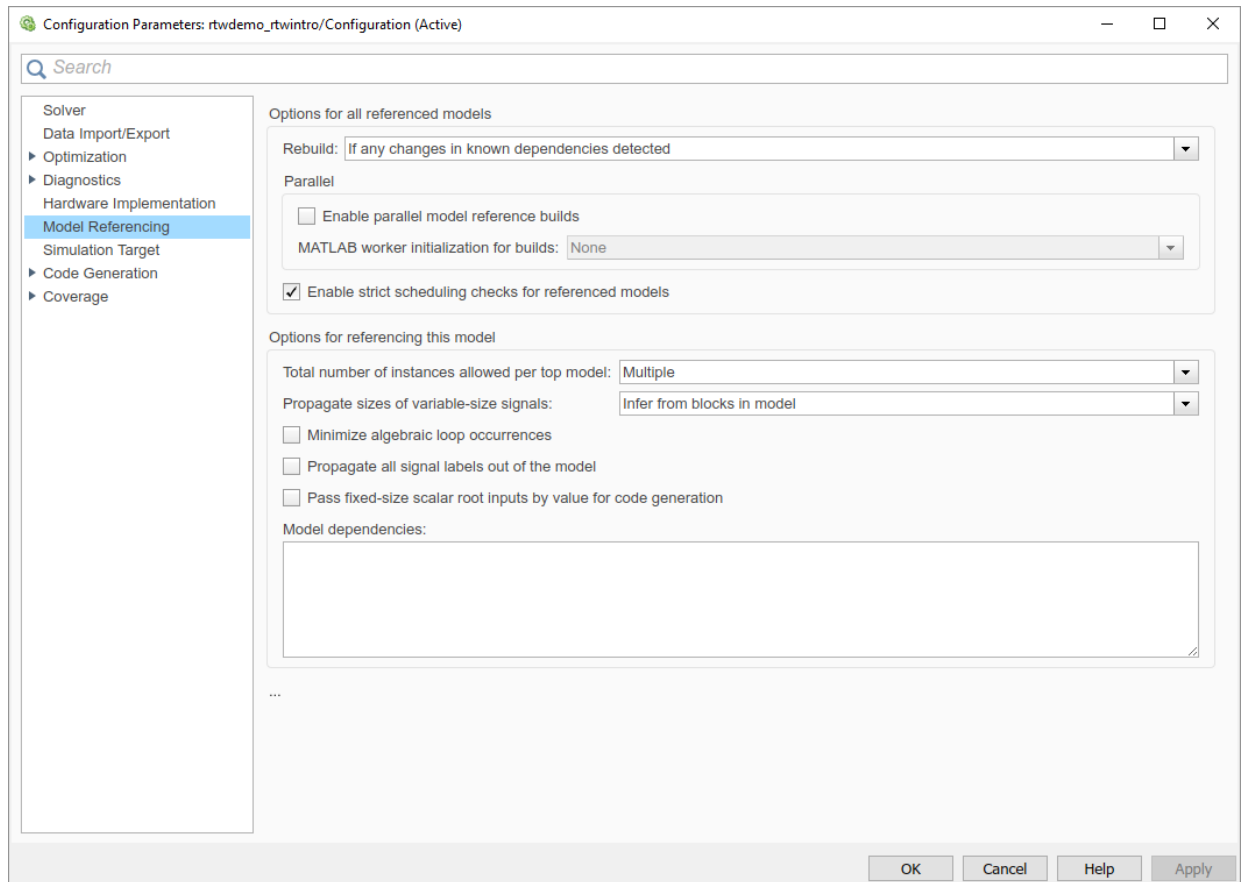 Configuration Parameters: rtwdemo_rtwintro/Configuration (Active)
Search
Solver
Data Import/Export
Optimization
Diagnostics
Hardware Implementation
Model Referencing
Simulation Target
Code Generation
Coverage
Options for all referenced models
Rebuild: If any changes in known dependencies detected
Parallel
Enable parallel model reference builds
MATLAB worker initialization for builds: None
Enable strict scheduling checks for referenced models
Options for referencing this model
Total number of instances allowed per top model: Multiple
Propagate sizes of variable-size signals: Infer from blocks in model
Minimize algebraic loop occurrences
Propagate all signal labels out of the model
Pass fixed-size scalar root inputs by value for code generation
Model dependencies:
...
OK Cancel Help Apply